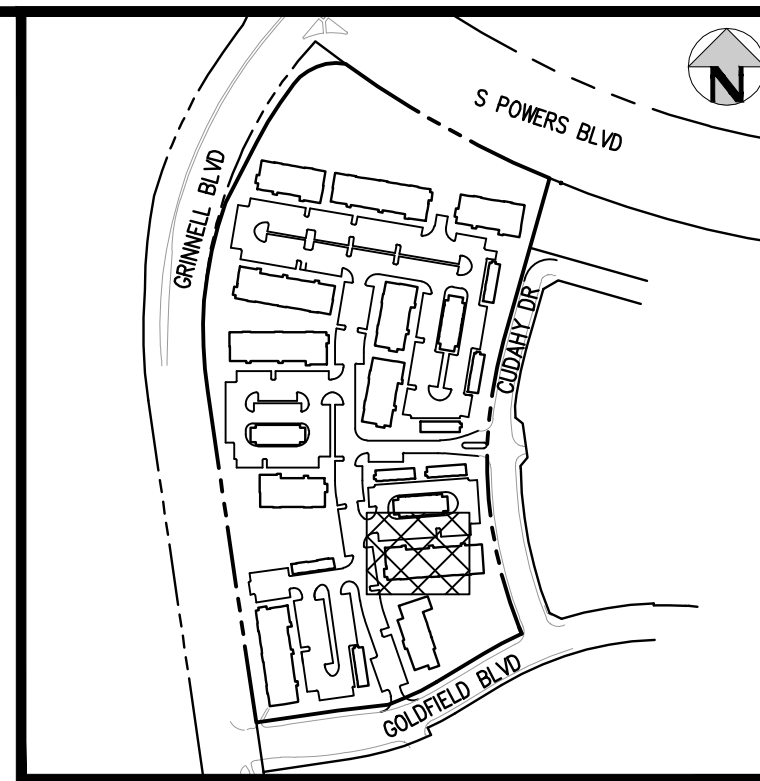 S POWERS BLVD
N
GRINNELL BLVD
CUDAHY DR
GOLDFIELD BLVD